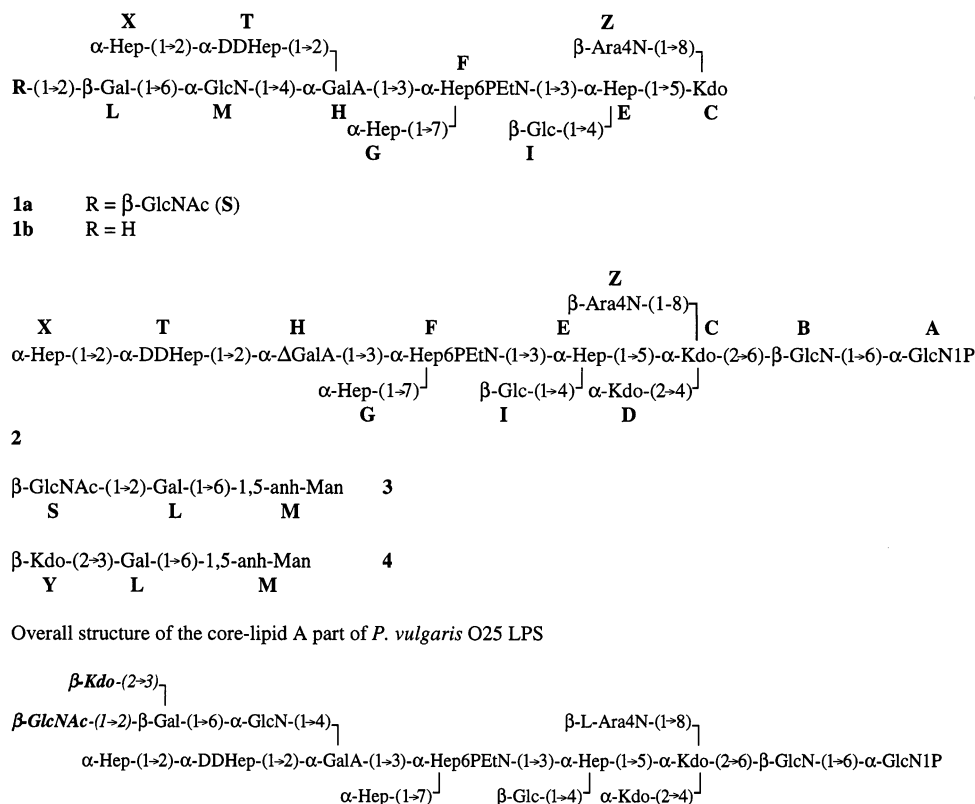 X T Z
α-Hep-(1→2)-α-DDHep-(1→2) β-Ara4N-(1→8)
F
R-(1→2)-β-Gal-(1→6)-α-GlcN-(1→4)-α-GalA-(1→3)-α-Hep6PEtN-(1→3)-α-Hep-(1→5)-Kdo
L M H E C
α-Hep-(1→7) β-Glc-(1→4)
G I
1a R = β-GlcNAc (S)
1b R = H
Z
β-Ara4N-(1-8)
X T H F E C B A
α-Hep-(1→2)-α-DDHep-(1→2)-α-ΔGalA-(1→3)-α-Hep6PEtN-(1→3)-α-Hep-(1→5)-α-Kdo-(2→6)-β-GlcN-(1→6)-α-GlcN1P
α-Hep-(1→7) β-Glc-(1→4) α-Kdo-(2→4)
G I D
2
β-GlcNAc-(1→2)-Gal-(1→6)-1,5-anh-Man 3
S L M
β-Kdo-(2→3)-Gal-(1→6)-1,5-anh-Man 4
Y L M
Overall structure of the core-lipid A part of P. vulgaris O25 LPS
β-Kdo-(2→3)
β-GlcNAc-(1→2)-β-Gal-(1→6)-α-GlcN-(1→4) β-L-Ara4N-(1→8)
α-Hep-(1→2)-α-DDHep-(1→2)-α-GalA-(1→3)-α-Hep6PEtN-(1→3)-α-Hep-(1→5)-α-Kdo-(2→6)-β-GlcN-(1→6)-α-GlcN1P
α-Hep-(1→7) β-Glc-(1→4) α-Kdo-(2→4)